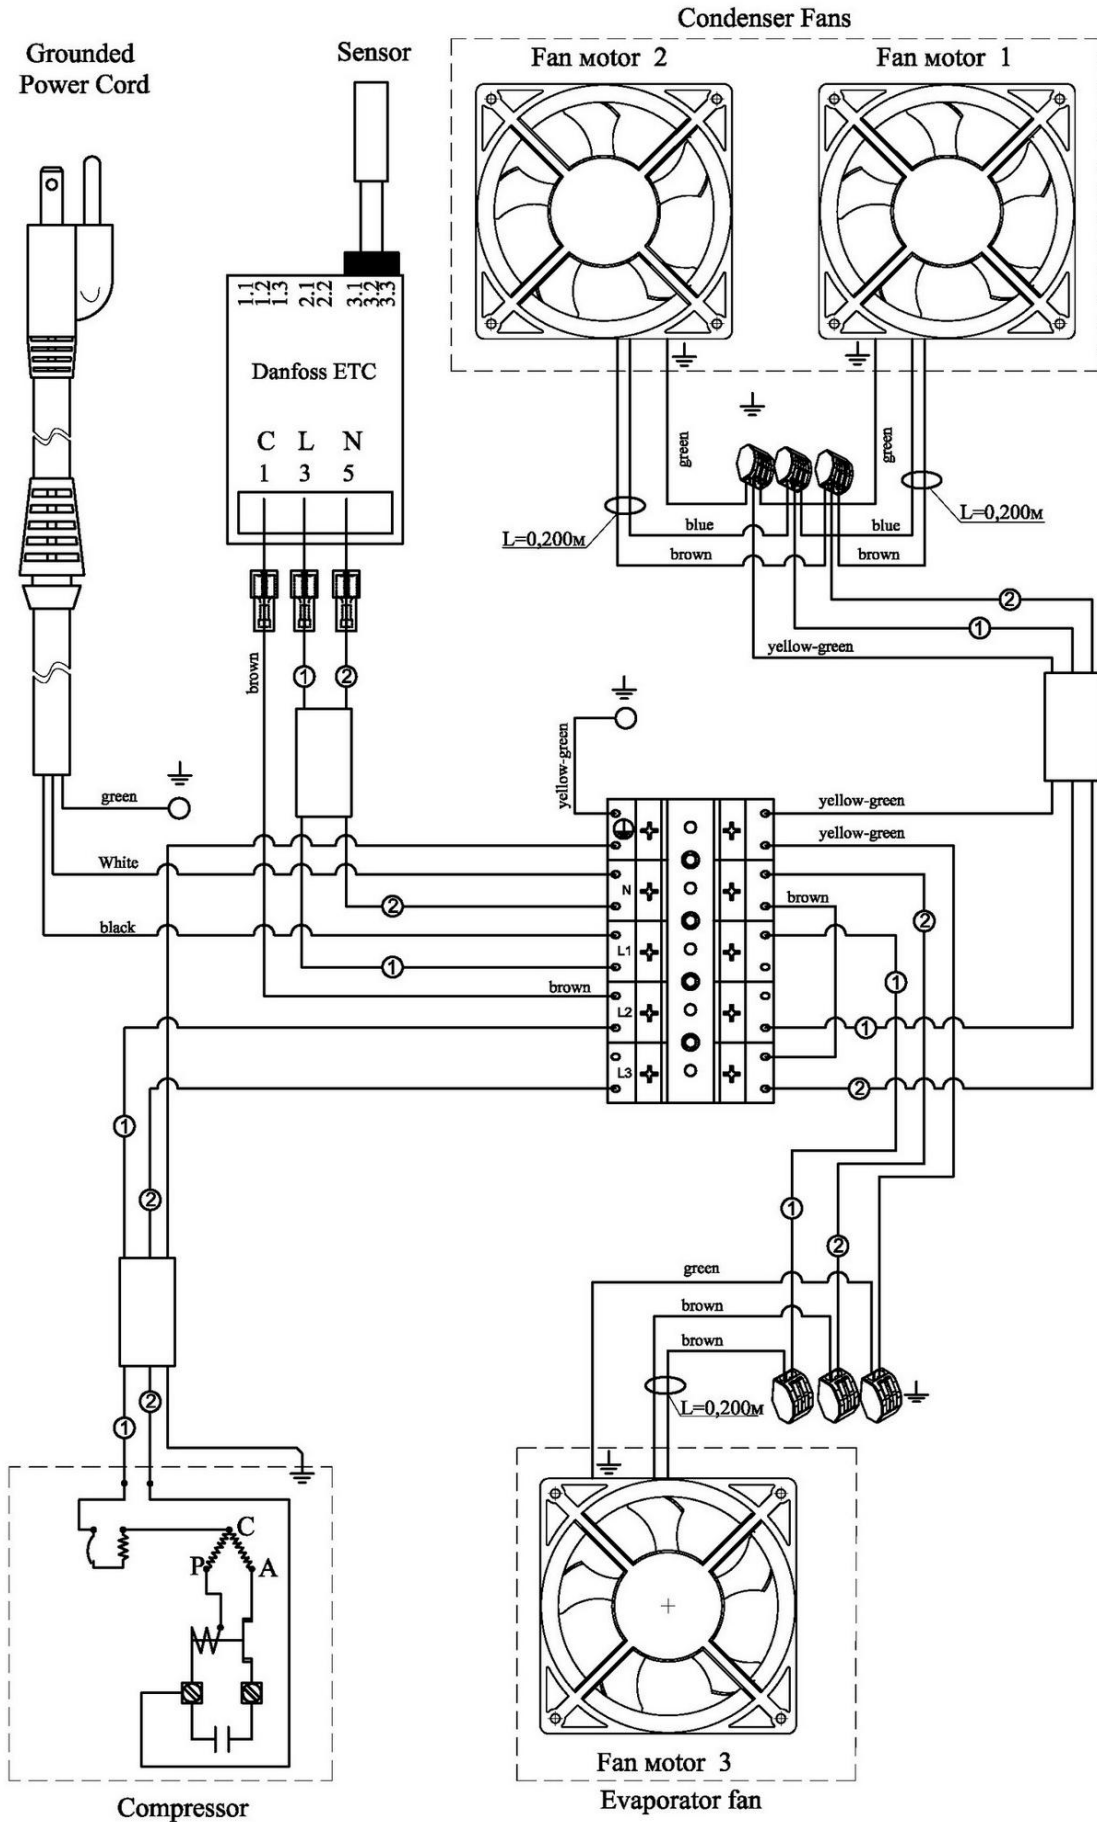 Condenser Fans
Grounded
Power Cord
Sensor
Fan мotor 2
Fan мotor 1
1.1
1.2
1.3
2.1
2.2
3.1
3.2
3.3
Danfoss ETC
C L N
1 3 5
green
green
L=0,200м
L=0,200м
blue
blue
brown
brown
2
1
yellow-green
brown
1
2
yellow-green
green
yellow-green
yellow-green
White
N
brown
2
2
black
L1
1
1
brown
L2
1
L3
2
1
2
1
2
green
brown
brown
L=0,200м
2
1
C
P
A
Fan мotor 3
Evaporator fan
Compressor